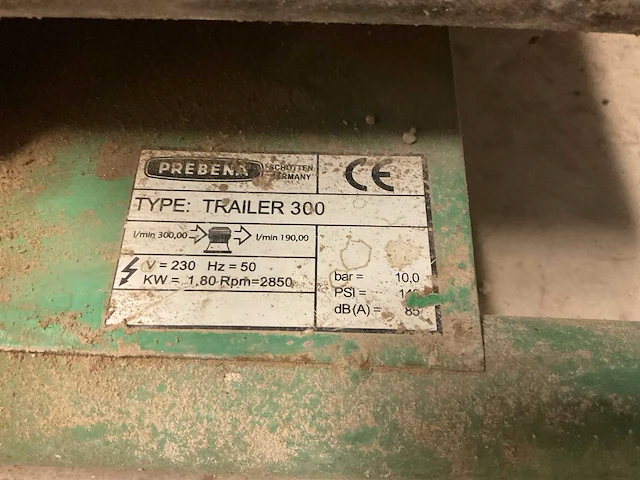 PREBENA SCHOTTEN
GERMANY
CE
TYPE: TRAILER 300
l/min 300,00 l/min 190,00
V = 230 Hz = 50
KW = 1,80 Rpm=2850
bar = 10,0
PSI =
dB(A) = 85